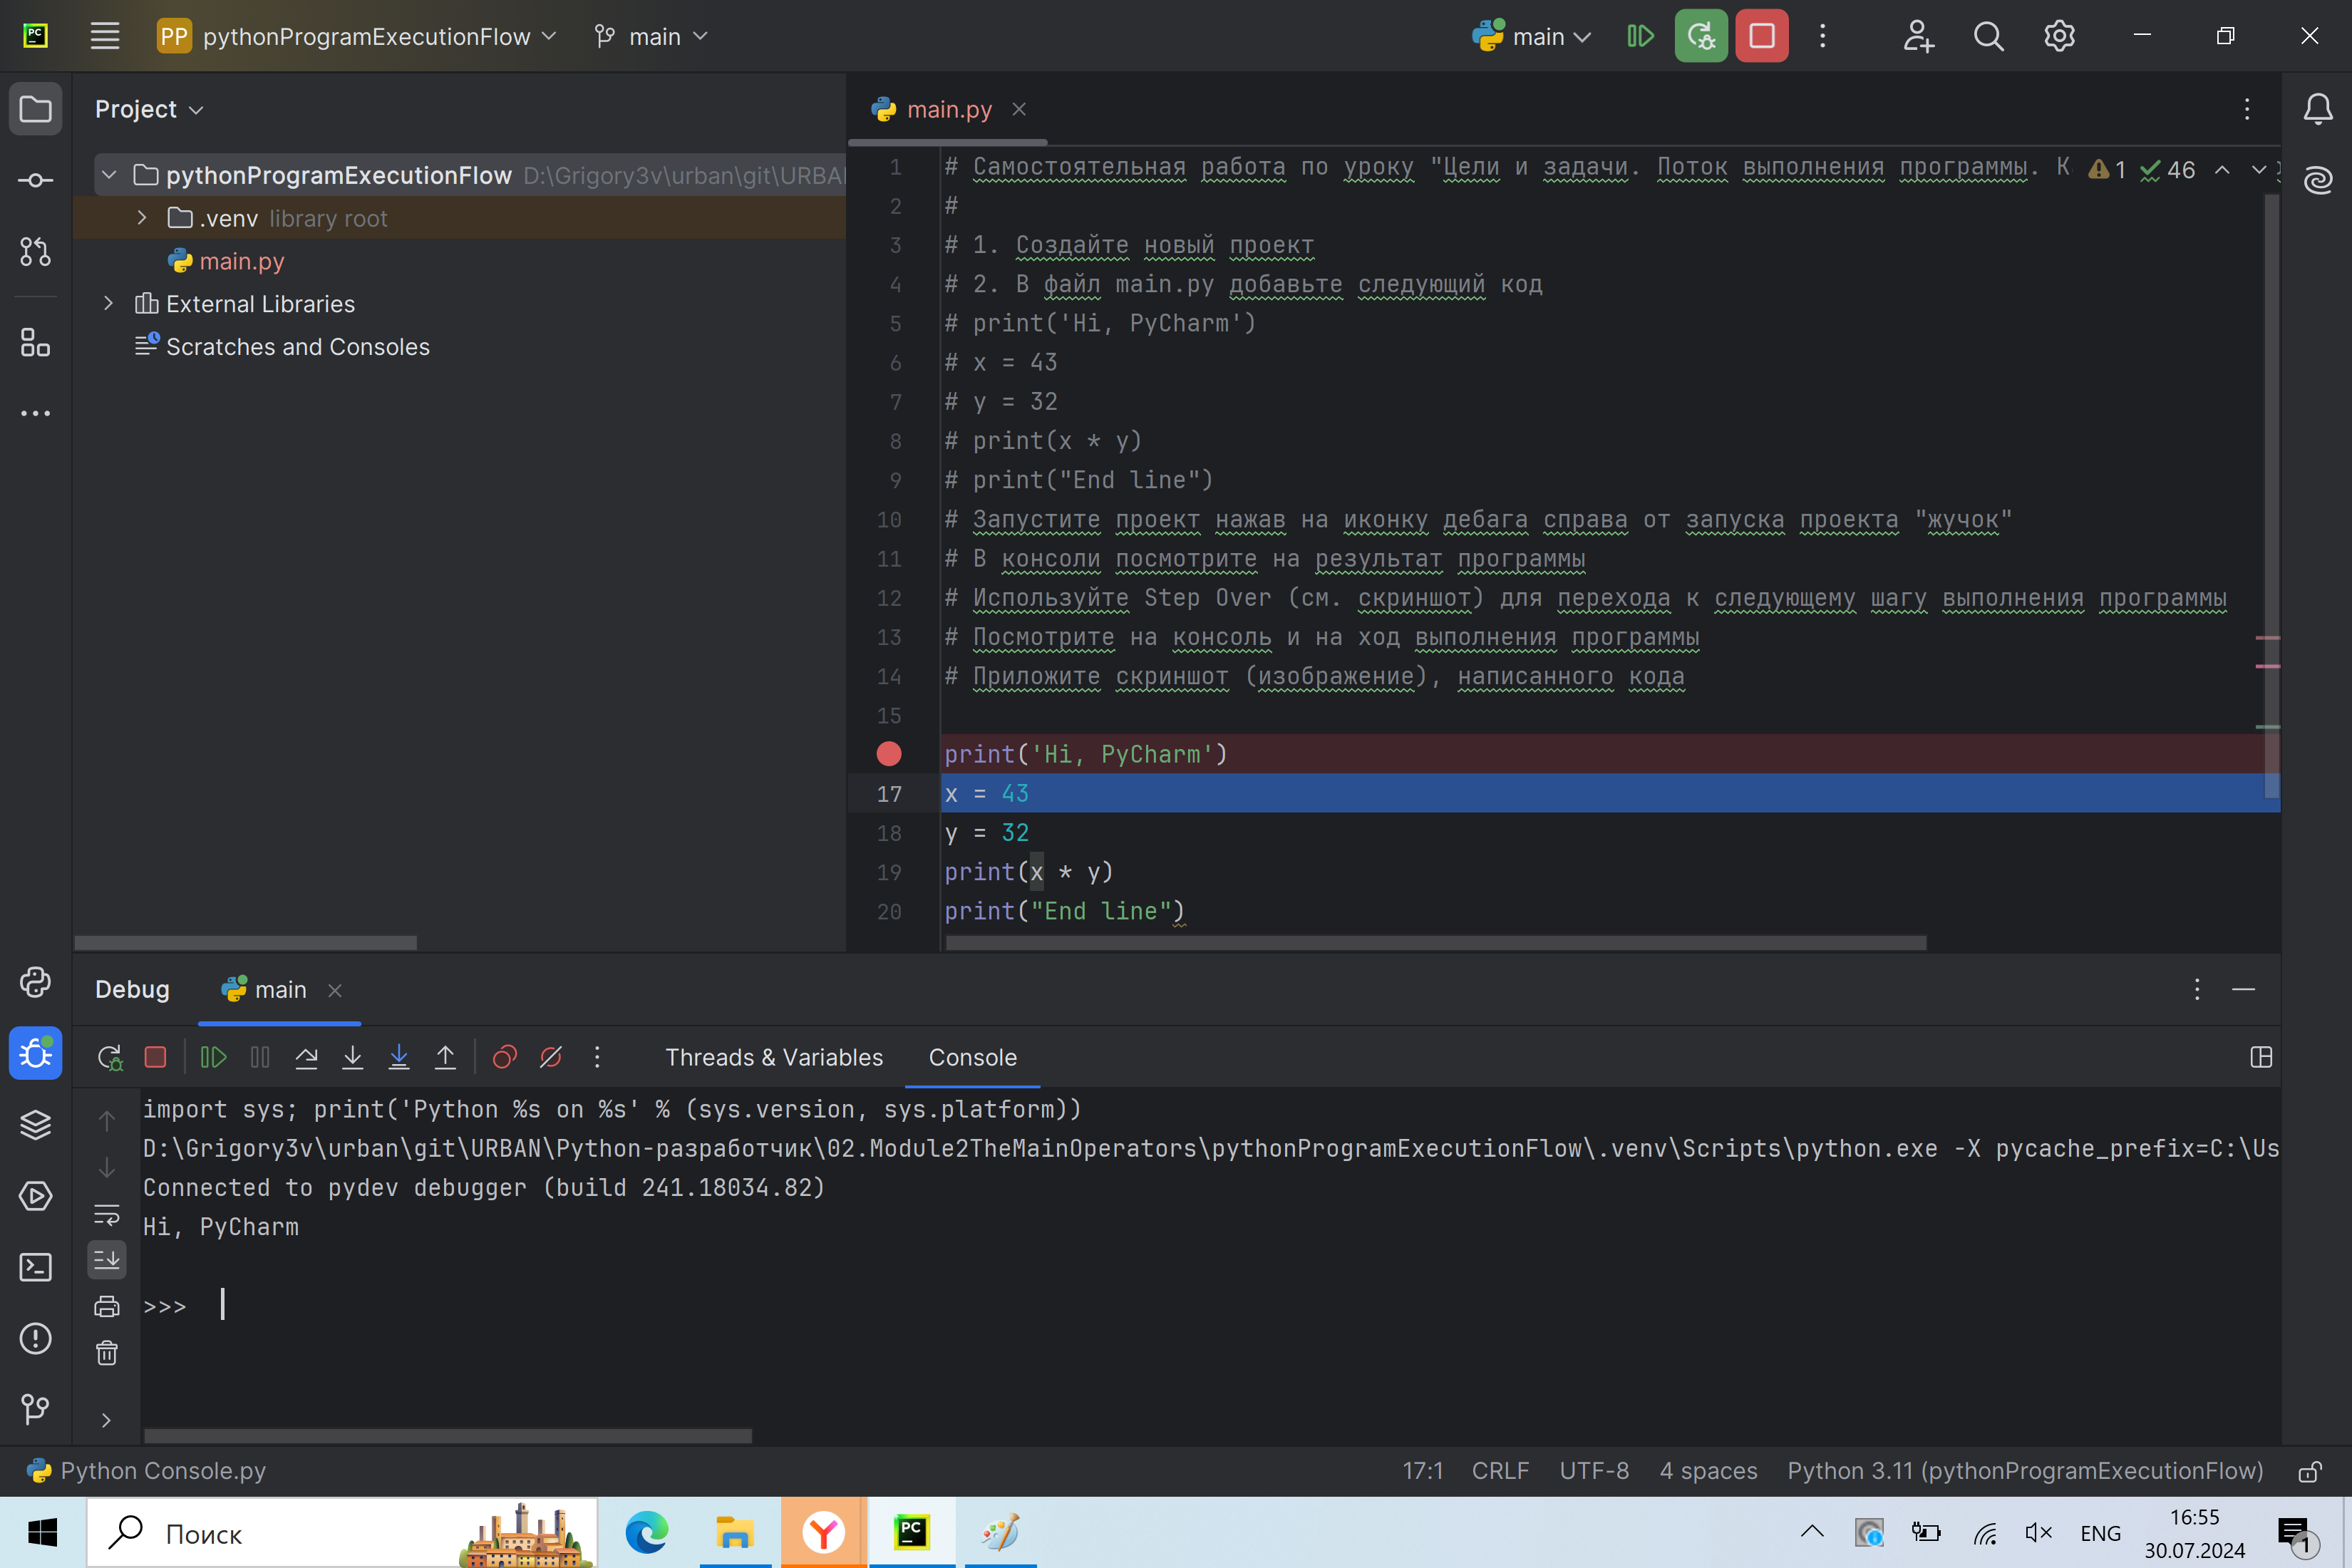 PC
PP pythonProgramExecutionFlow main
main
Project
main.py
pythonProgramExecutionFlow D:\Grigory3v\urban\git\URBA
.venv library root
main.py
External Libraries
Scratches and Consoles
1 # Самостоятельная работа по уроку "Цели и задачи. Поток выполнения программы. К
1 46
2 #
3 # 1. Создайте новый проект
4 # 2. В файл main.py добавьте следующий код
5 # print('Hi, PyCharm')
6 # x = 43
7 # y = 32
8 # print(x * y)
9 # print("End line")
10 # Запустите проект нажав на иконку дебага справа от запуска проекта "жучок"
11 # В консоли посмотрите на результат программы
12 # Используйте Step Over (см. скриншот) для перехода к следующему шагу выполнения программы
13 # Посмотрите на консоль и на ход выполнения программы
14 # Приложите скриншот (изображение), написанного кода
15
print('Hi, PyCharm')
17 x = 43
18 y = 32
19 print(x * y)
20 print("End line")
Debug main
Threads & Variables Console
import sys; print('Python %s on %s' % (sys.version, sys.platform))
D:\Grigory3v\urban\git\URBAN\Python-разработчик\02.Module2TheMainOperators\pythonProgramExecutionFlow\.venv\Scripts\python.exe -X pycache_prefix=C:\Us
Connected to pydev debugger (build 241.18034.82)
Hi, PyCharm
>>>
Python Console.py 17:1 CRLF UTF-8 4 spaces Python 3.11 (pythonProgramExecutionFlow)
Поиск
PC
ENG
16:55
30.07.2024
1